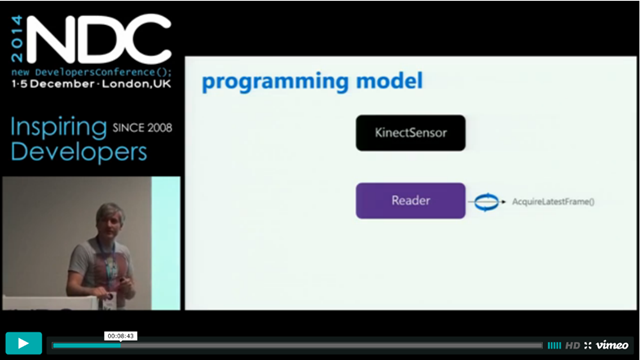 2014
NDC
new DevelopersConference();
1-5 December - London,UK
Inspiring SINCE 2008
Developers
programming model
KinectSensor
Reader
AcquireLatestFrame()
00:08:43
HD
vimeo